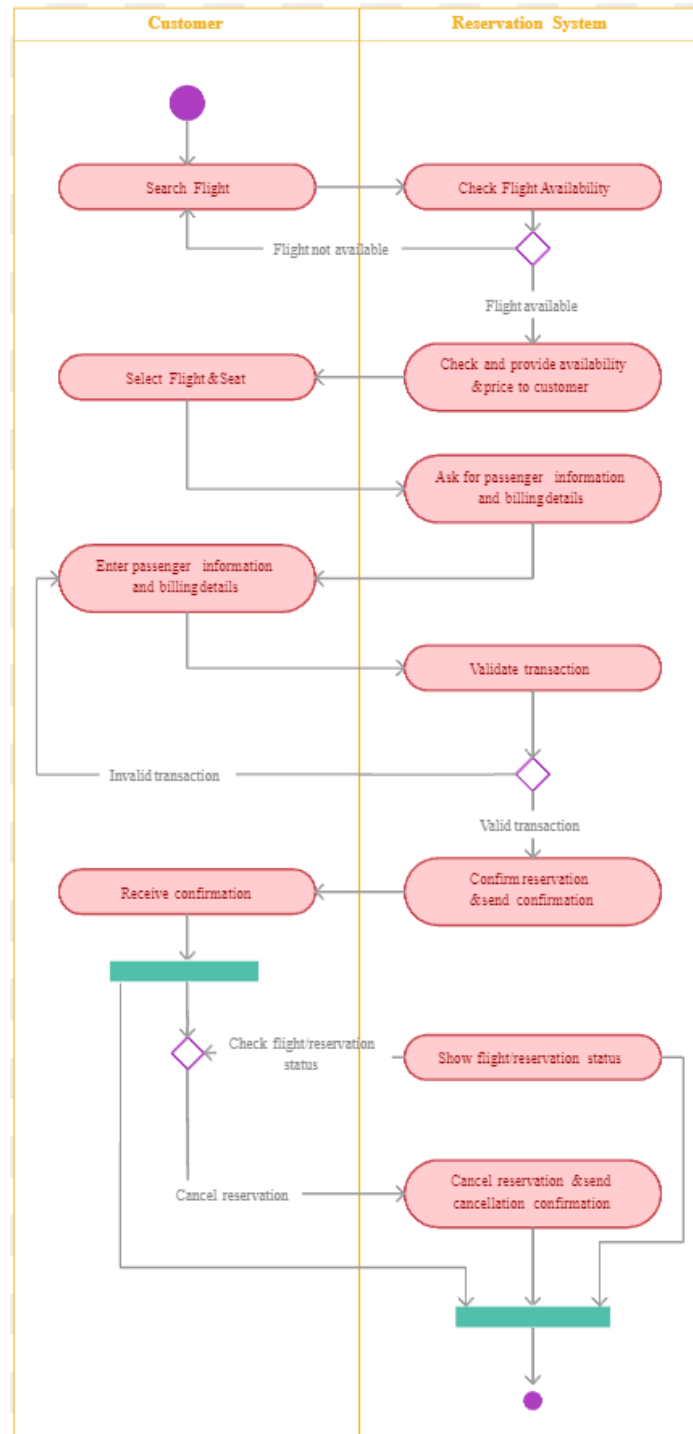 Customer
Reservation System
Search Flight
Check Flight Availability
Flight not available
Flight available
Select Flight & Seat
Check and provide availability
& price to customer
Ask for passenger information
and billing details
Enter passenger information
and billing details
Validate transaction
Invalid transaction
Valid transaction
Receive confirmation
Confirm reservation
& send confirmation
Check flight/reservation
status
Show flight/reservation status
Cancel reservation
Cancel reservation & send
cancellation confirmation